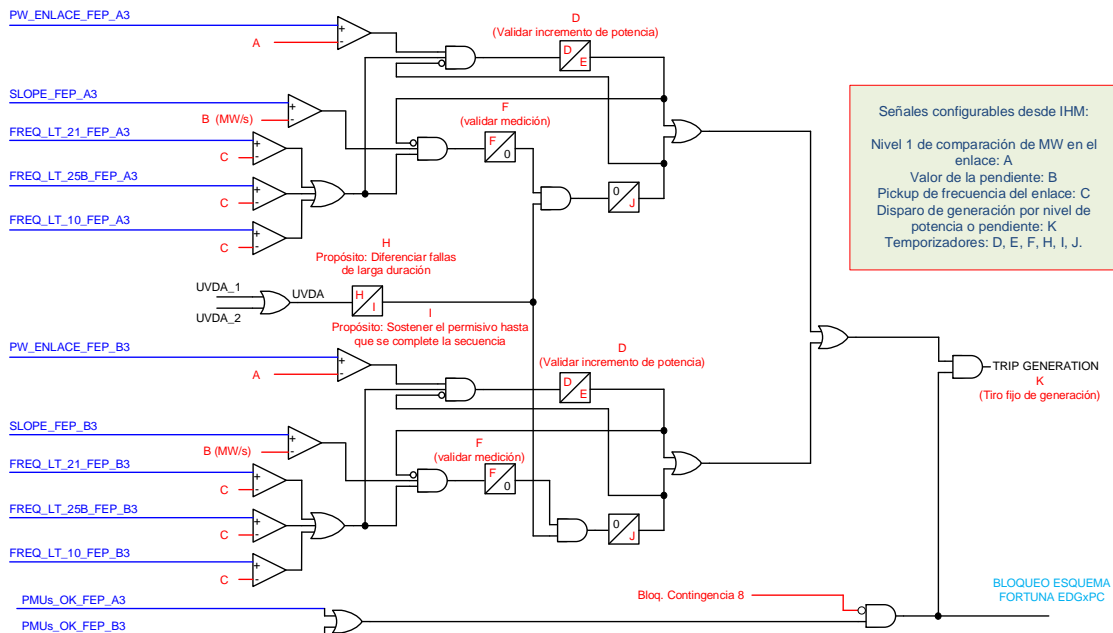 PW_ENLACE_FEP_A3
A
+
-
D
(Validar incremento de potencia)
D
E
SLOPE_FEP_A3
B (MW/s)
+
-
FREQ_LT_21_FEP_A3
C
+
-
F
(validar medición)
F
0
FREQ_LT_25B_FEP_A3
C
+
-
FREQ_LT_10_FEP_A3
C
+
-
0
J
Señales configurables desde IHM:
Nivel 1 de comparación de MW en el
enlace: A
Valor de la pendiente: B
Pickup de frecuencia del enlace: C
Disparo de generación por nivel de
potencia o pendiente: K
Temporizadores: D, E, F, H, I, J.
H
Propósito: Diferenciar fallas
de larga duración
UVDA_1
UVDA_2
UVDA
H
I
I
Propósito: Sostener el permisivo hasta
que se complete la secuencia
PW_ENLACE_FEP_B3
A
+
-
D
(Validar incremento de potencia)
D
E
TRIP GENERATION
K
(Tiro fijo de generación)
SLOPE_FEP_B3
B (MW/s)
+
-
FREQ_LT_21_FEP_B3
C
+
-
F
(validar medición)
F
0
FREQ_LT_25B_FEP_B3
C
+
-
FREQ_LT_10_FEP_B3
C
+
-
0
J
PMUs_OK_FEP_A3
PMUs_OK_FEP_B3
Bloq. Contingencia 8
BLOQUEO ESQUEMA
FORTUNA EDGxPC